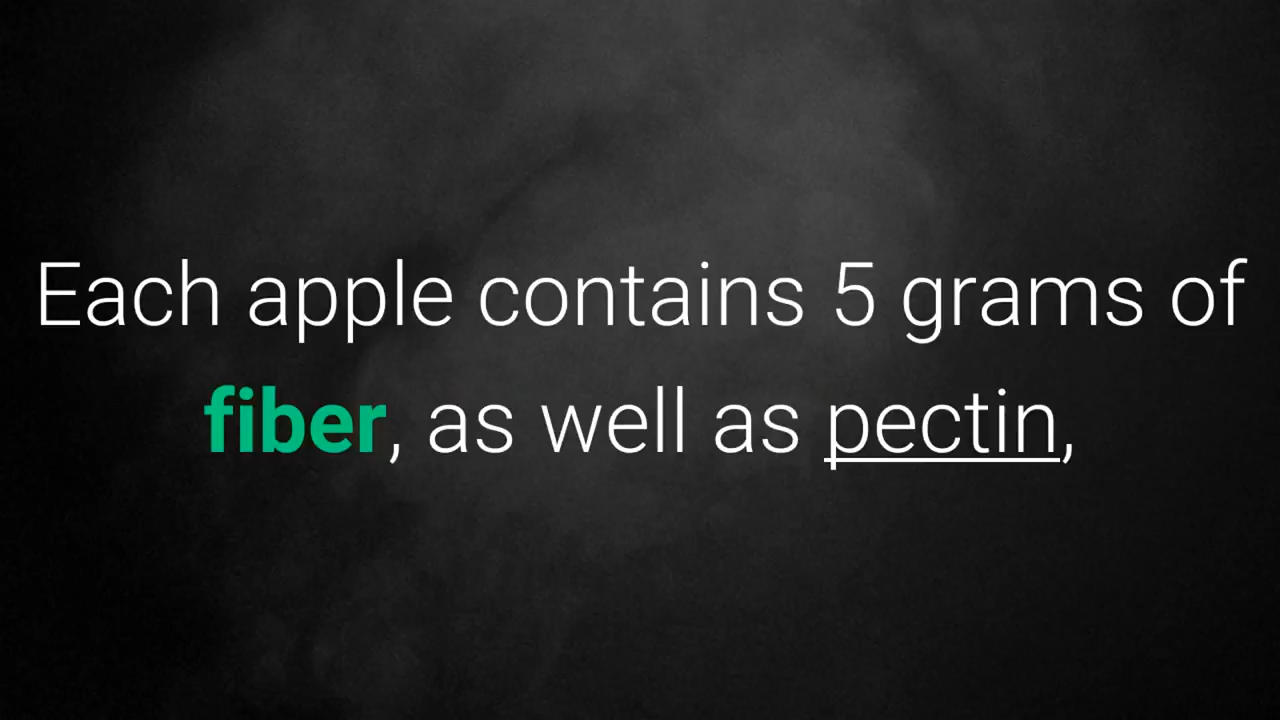 Each apple contains 5 grams of
fiber, as well as pectin,